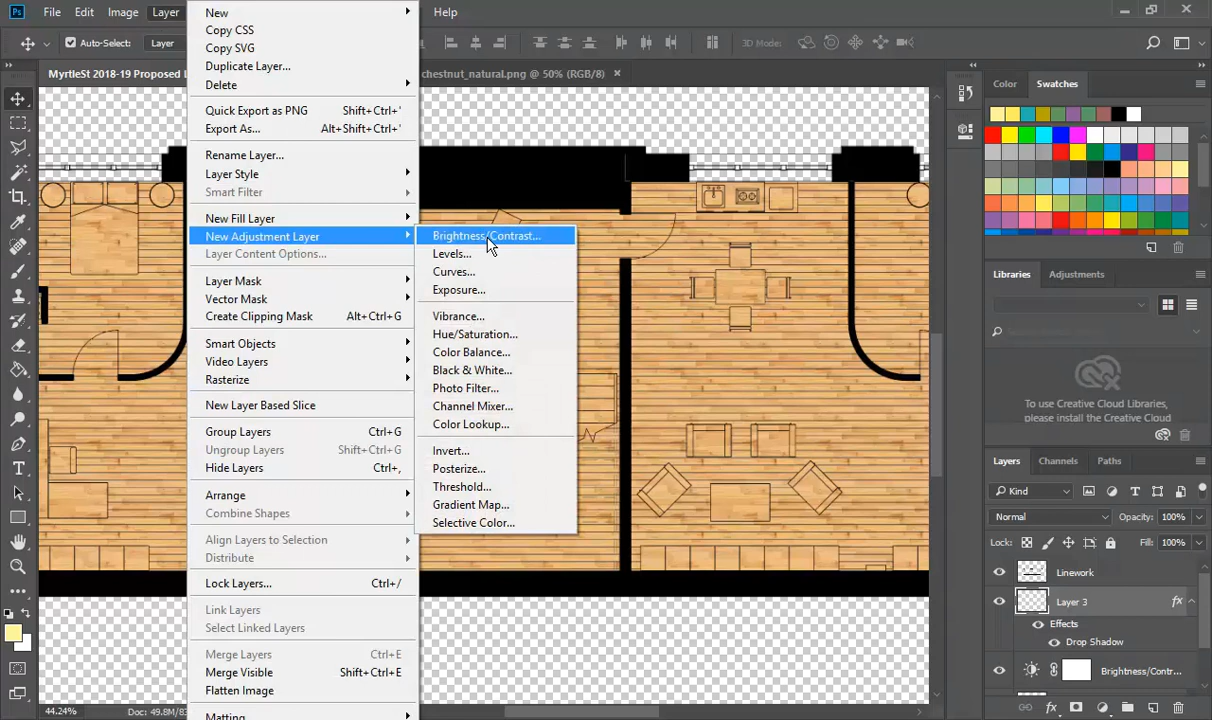 Ps File Edit Image Layer Help
Auto-Select: Layer 3D Mode:
MyrtleSt 2018-19 Proposed chestnut_natural.png @ 50% (RGB/8) ×
New
Copy CSS
Copy SVG
Duplicate Layer...
Delete
Quick Export as PNG Shift+Ctrl+'
Export As... Alt+Shift+Ctrl+'
Rename Layer...
Layer Style
Smart Filter
New Fill Layer
New Adjustment Layer
Layer Content Options...
Layer Mask
Vector Mask
Create Clipping Mask Alt+Ctrl+G
Smart Objects
Video Layers
Rasterize
New Layer Based Slice
Group Layers Ctrl+G
Ungroup Layers Shift+Ctrl+G
Hide Layers Ctrl+,
Arrange
Combine Shapes
Align Layers to Selection
Distribute
Lock Layers... Ctrl+/
Link Layers
Select Linked Layers
Merge Layers Ctrl+E
Merge Visible Shift+Ctrl+E
Flatten Image
Matting
Brightness/Contrast...
Levels...
Curves...
Exposure...
Vibrance...
Hue/Saturation...
Color Balance...
Black & White...
Photo Filter...
Channel Mixer...
Color Lookup...
Invert...
Posterize...
Threshold...
Gradient Map...
Selective Color...
Color Swatches
Libraries Adjustments
To use Creative Cloud Libraries,
please install the Creative Cloud
Layers Channels Paths
Kind
Normal Opacity: 100%
Lock: Fill: 100%
Linework
Layer 3 fx
Effects
Drop Shadow
Brightness/Contr...
fx
44.24% Doc: 49.8M/8